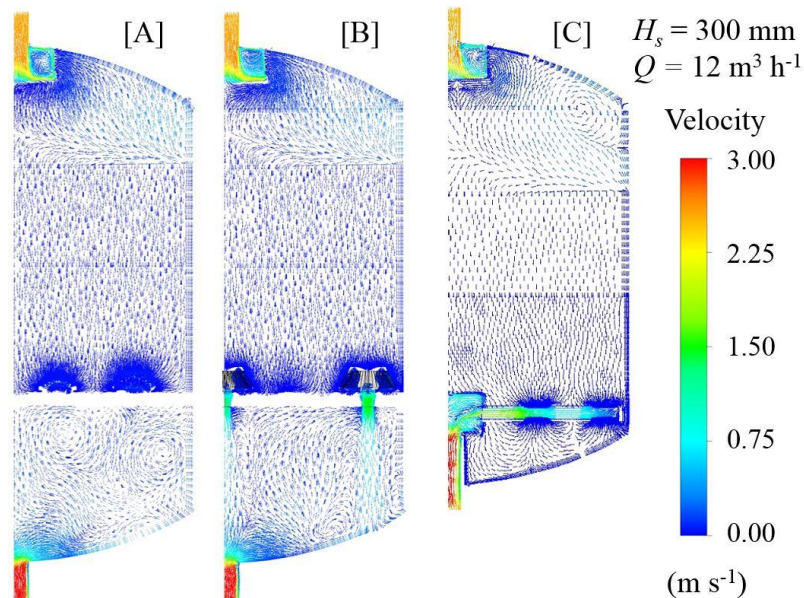 [A] [B] [C] Hₛ = 300 mm
Q = 12 m³ h⁻¹
Velocity
3.00
2.25
1.50
0.75
0.00
(m s⁻¹)